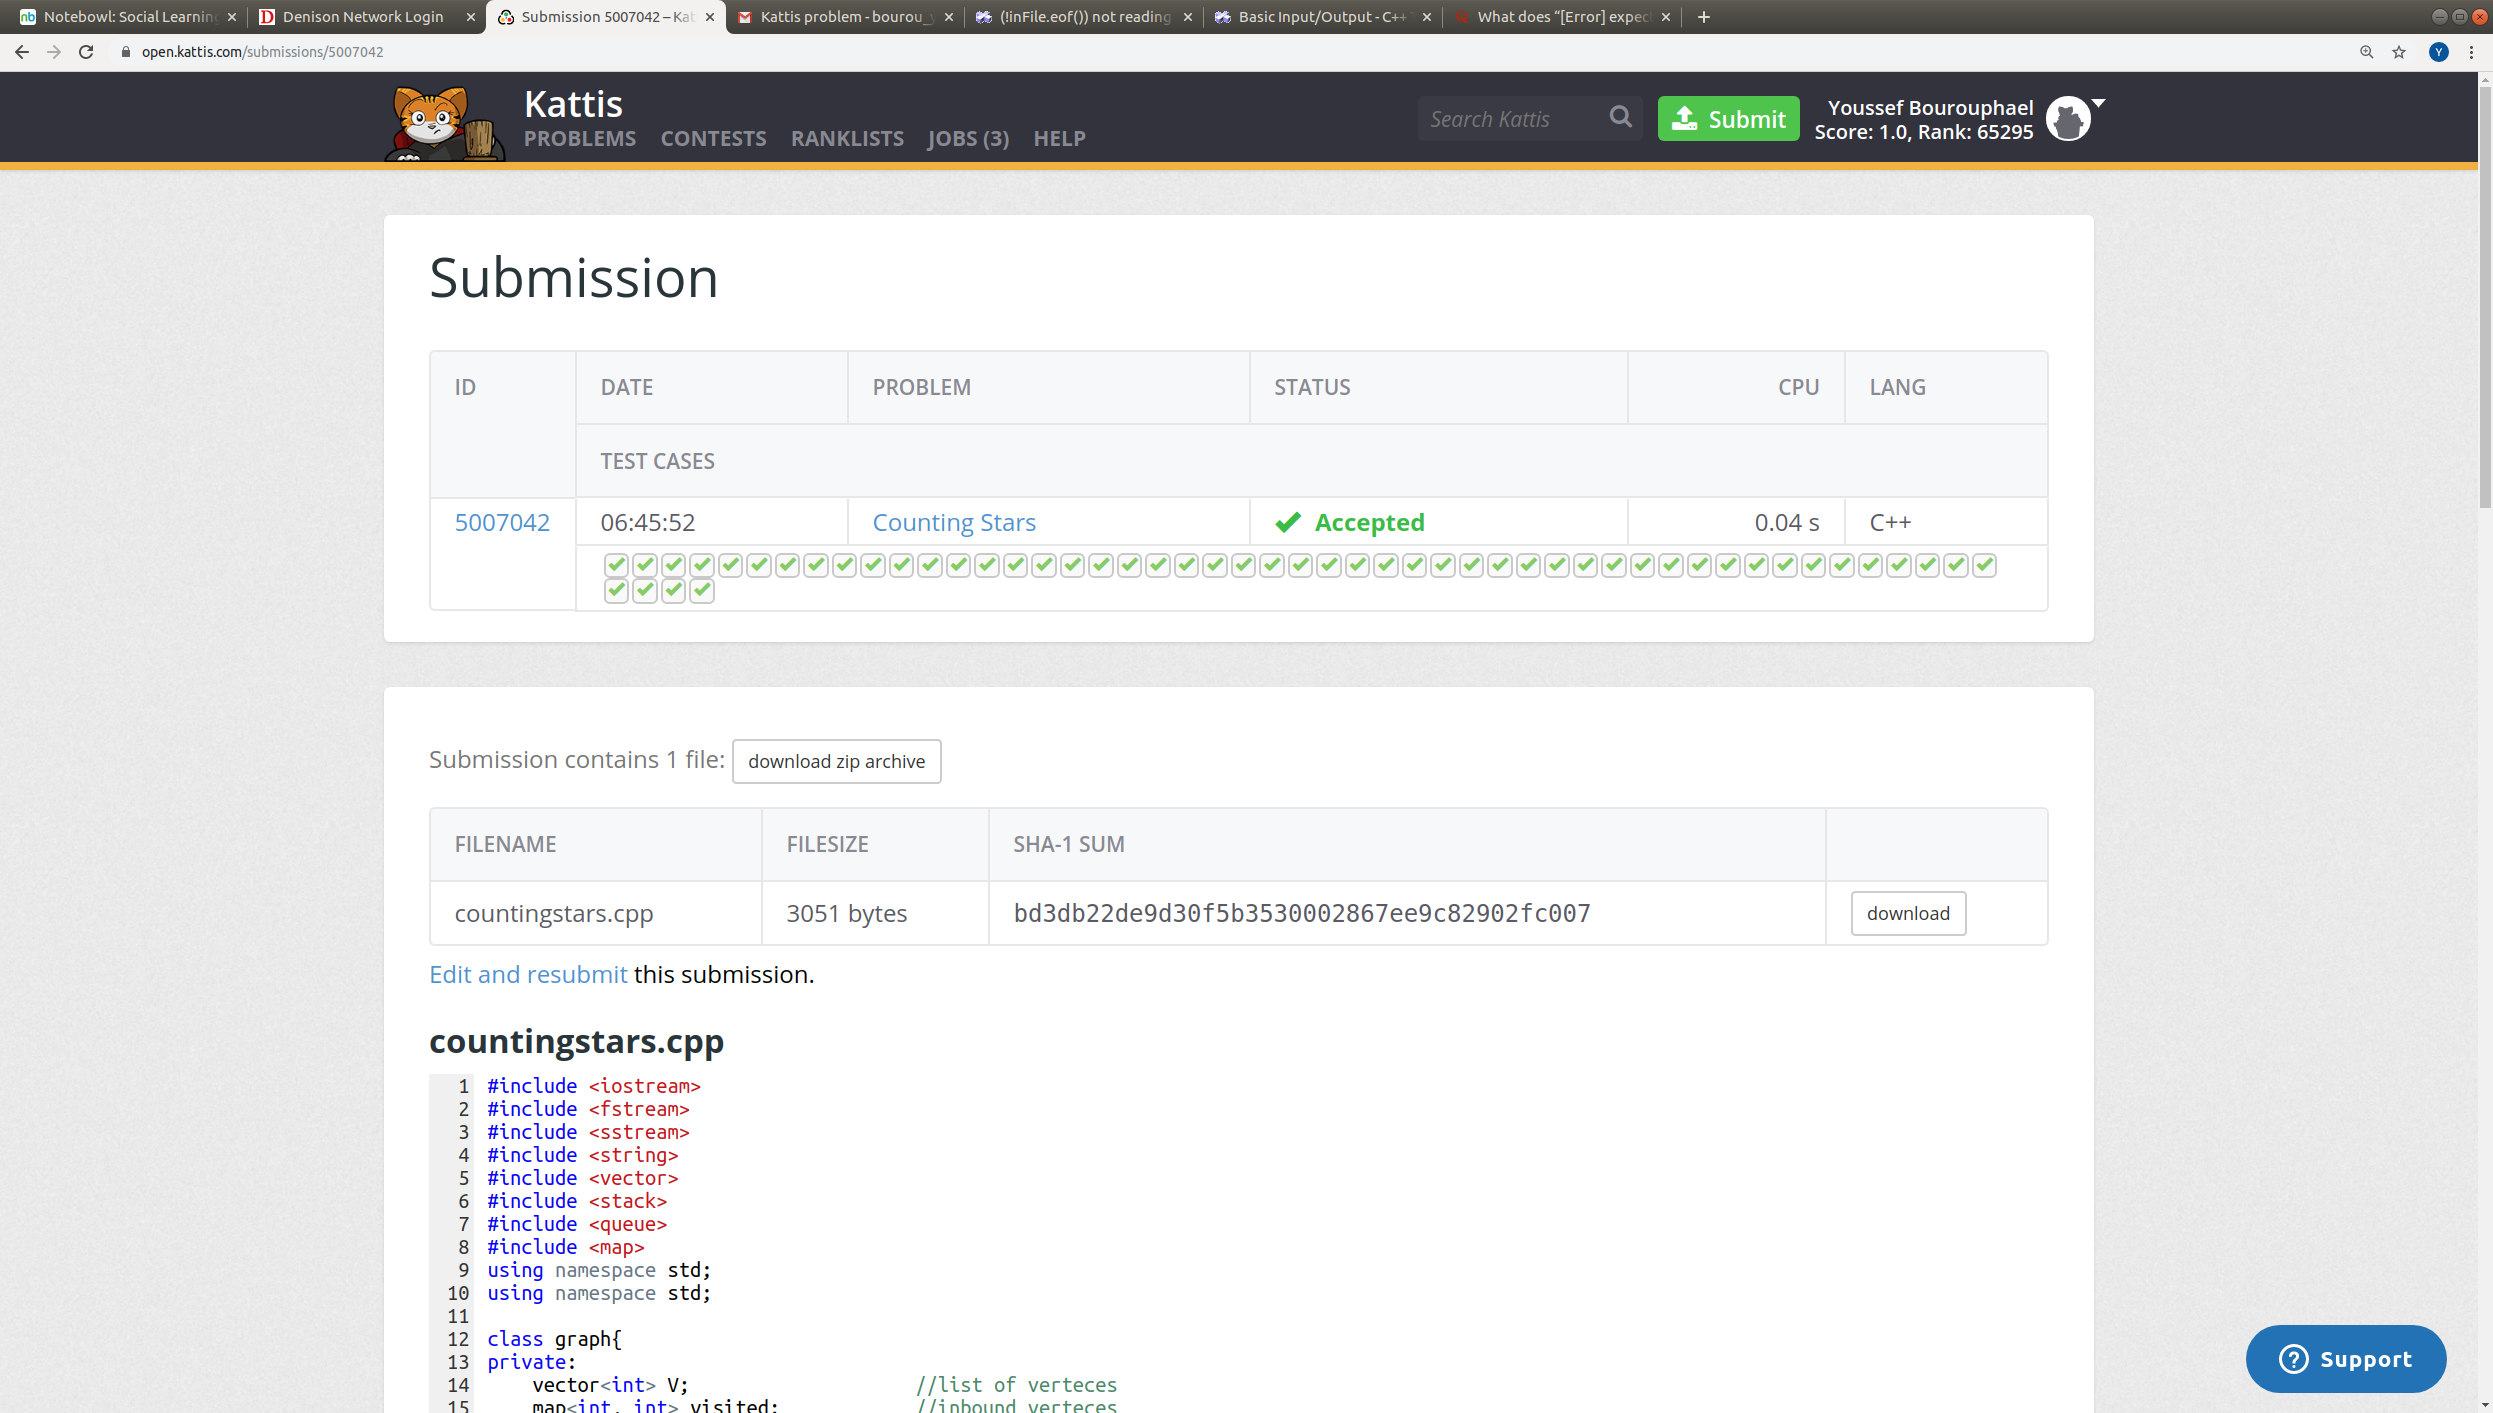 Notebowl: Social Learning
Denison Network Login
Submission 5007042 – Kat
Kattis problem - bourou_y
(!inFile.eof()) not reading
Basic Input/Output - C++
What does “[Error] expec
open.kattis.com/submissions/5007042
Y
Kattis
PROBLEMS CONTESTS RANKLISTS JOBS (3) HELP
Search Kattis
Submit
Youssef Bourouphael
Score: 1.0, Rank: 65295
Submission
ID DATE PROBLEM STATUS CPU LANG
TEST CASES
5007042 06:45:52 Counting Stars Accepted 0.04 s C++
Submission contains 1 file: download zip archive
FILENAME FILESIZE SHA-1 SUM
countingstars.cpp 3051 bytes bd3db22de9d30f5b3530002867ee9c82902fc007 download
Edit and resubmit this submission.
countingstars.cpp
1 #include <iostream>
2 #include <fstream>
3 #include <sstream>
4 #include <string>
5 #include <vector>
6 #include <stack>
7 #include <queue>
8 #include <map>
9 using namespace std;
10 using namespace std;
11
12 class graph{
13 private:
14 vector<int> V; //list of verteces
15 map<int, int> visited; //inbound verteces
Support